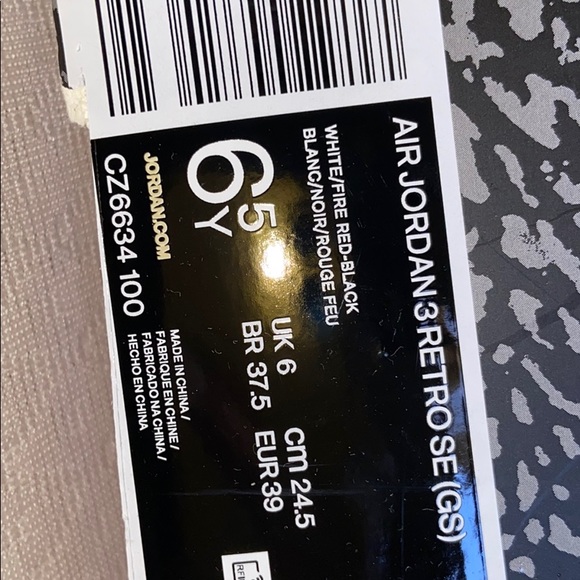 AIR JORDAN 3 RETRO SE (GS)
WHITE/FIRE RED-BLACK
BLANC/NOIR/ROUGE FEU
6.5Y
UK 6 cm 24.5
BR 37.5 EUR 39
JORDAN.COM
CZ6634 100
MADE IN CHINA/
FABRIQUE EN CHINE/
FABRICADO NA CHINA/
HECHO EN CHINA